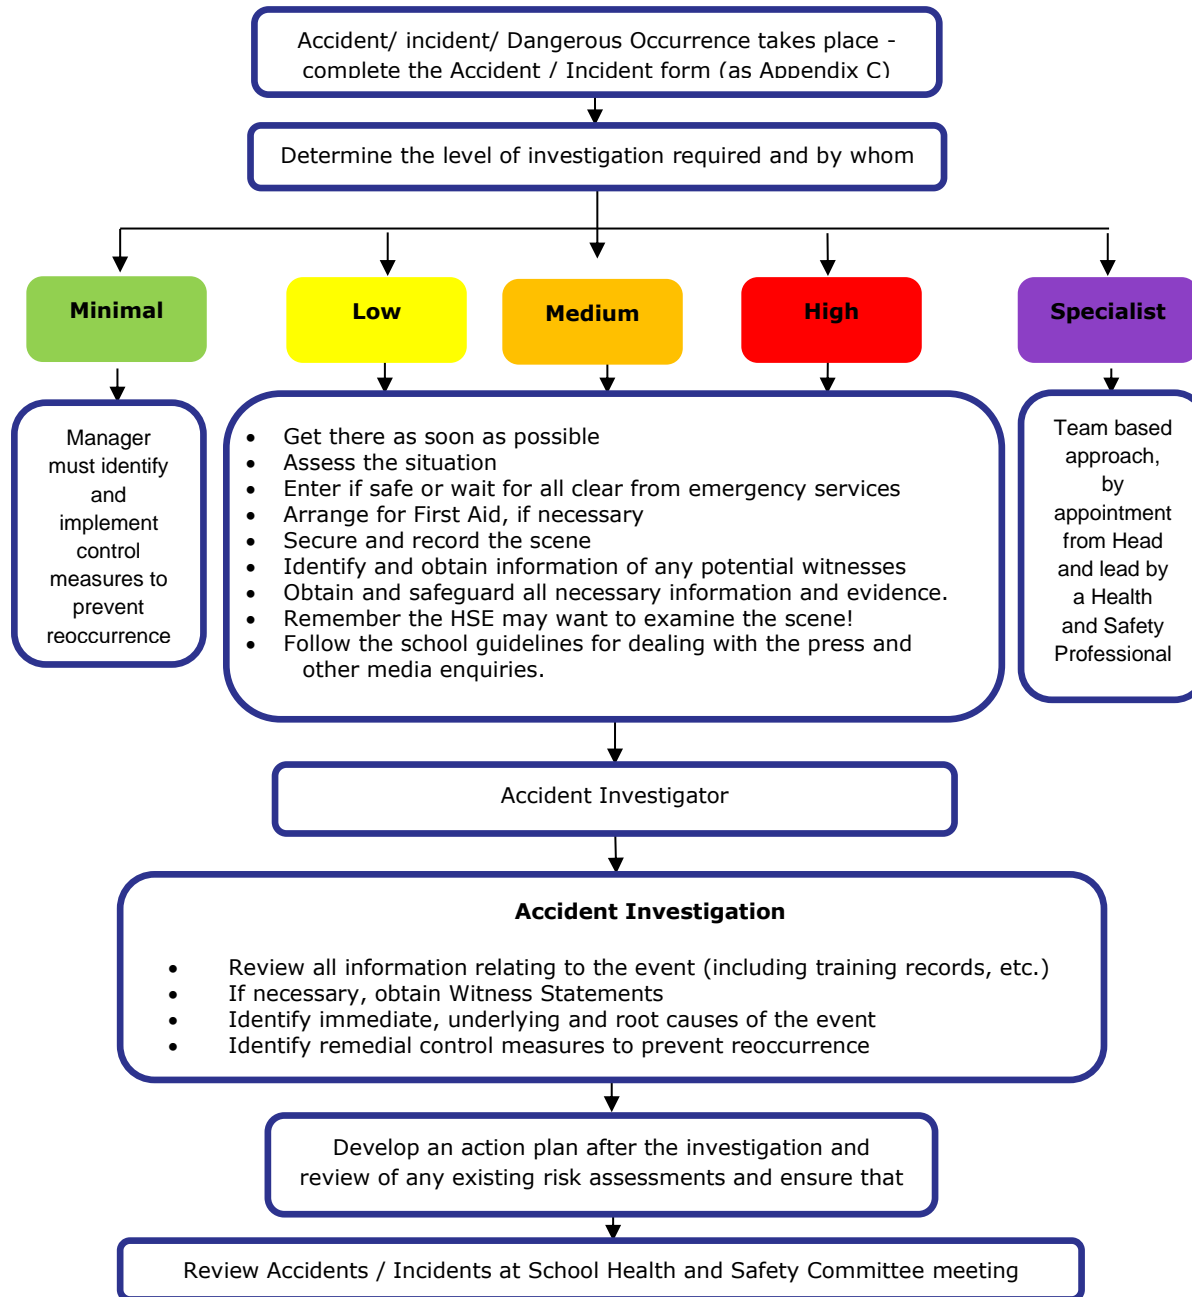 Accident/ incident/ Dangerous Occurrence takes place -
complete the Accident / Incident form (as Appendix C)
Determine the level of investigation required and by whom
Minimal
Low
Medium
High
Specialist
Manager
must identify
and
implement
control
measures to
prevent
reoccurrence
• Get there as soon as possible
• Assess the situation
• Enter if safe or wait for all clear from emergency services
• Arrange for First Aid, if necessary
• Secure and record the scene
• Identify and obtain information of any potential witnesses
• Obtain and safeguard all necessary information and evidence.
• Remember the HSE may want to examine the scene!
• Follow the school guidelines for dealing with the press and
other media enquiries.
Team based
approach,
by
appointment
from Head
and lead by
a Health
and Safety
Professional
Accident Investigator
Accident Investigation
• Review all information relating to the event (including training records, etc.)
• If necessary, obtain Witness Statements
• Identify immediate, underlying and root causes of the event
• Identify remedial control measures to prevent reoccurrence
Develop an action plan after the investigation and
review of any existing risk assessments and ensure that
Review Accidents / Incidents at School Health and Safety Committee meeting